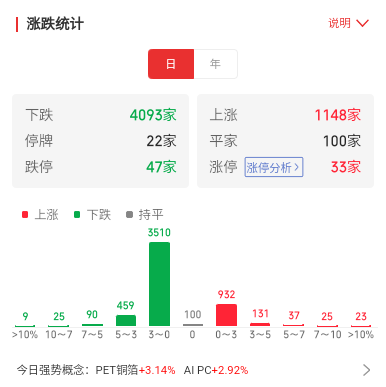 涨跌统计 说明
日 年
下跌 4093家 上涨 1148家
停牌 22家 平家 100家
跌停 47家 涨停 涨停分析 33家
上涨 下跌 持平
9 25 90 459 3510 100 932 131 37 25 23
>10% 10～7 7～5 5～3 3～0 0 0～3 3～5 5～7 7～10 >10%
今日强势概念：PET铜箔+3.14% AI PC+2.92%